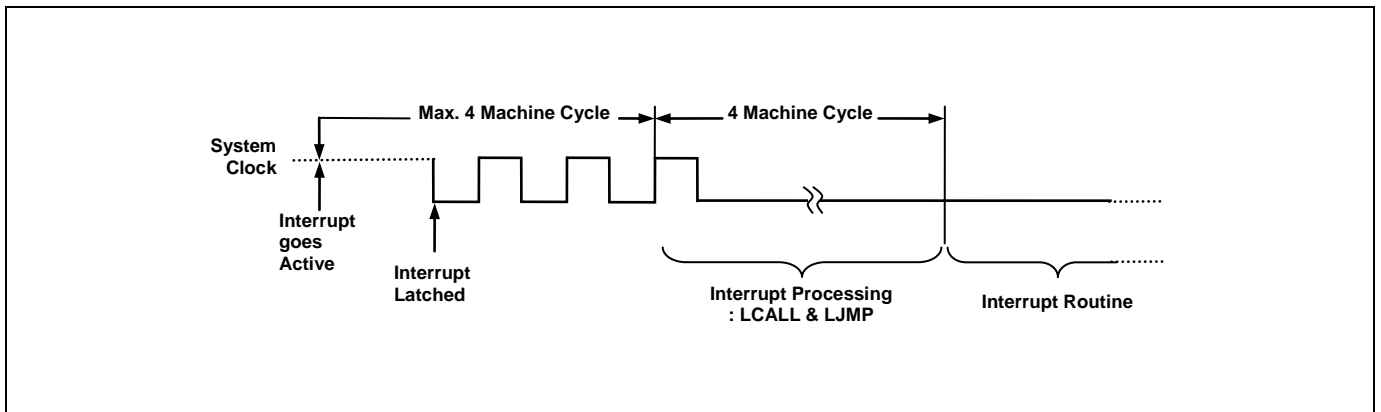 Max. 4 Machine Cycle
4 Machine Cycle
System
Clock
Interrupt
goes
Active
Interrupt
Latched
Interrupt Processing
: LCALL & LJMP
Interrupt Routine